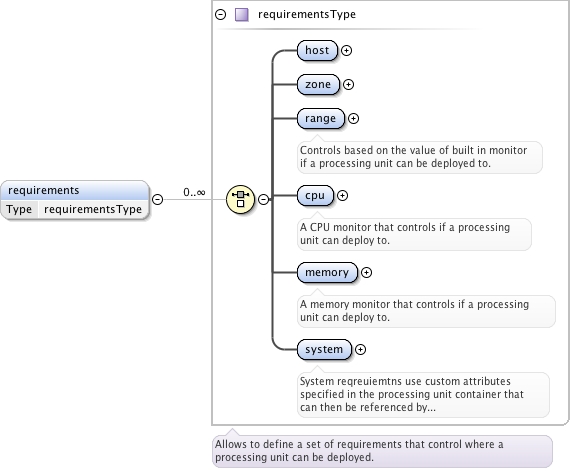 requirementsType
host
zone
range
Controls based on the value of built in monitor
if a processing unit can be deployed to.
requirements
Type requirementsType
0..∞
cpu
A CPU monitor that controls if a processing
unit can deploy to.
memory
A memory monitor that controls if a processing
unit can deploy to.
system
System reqreuiemtns use custom attributes
specified in the processing unit container that
can then be referenced by...
Allows to define a set of requirements that control where a
processing unit can be deployed.